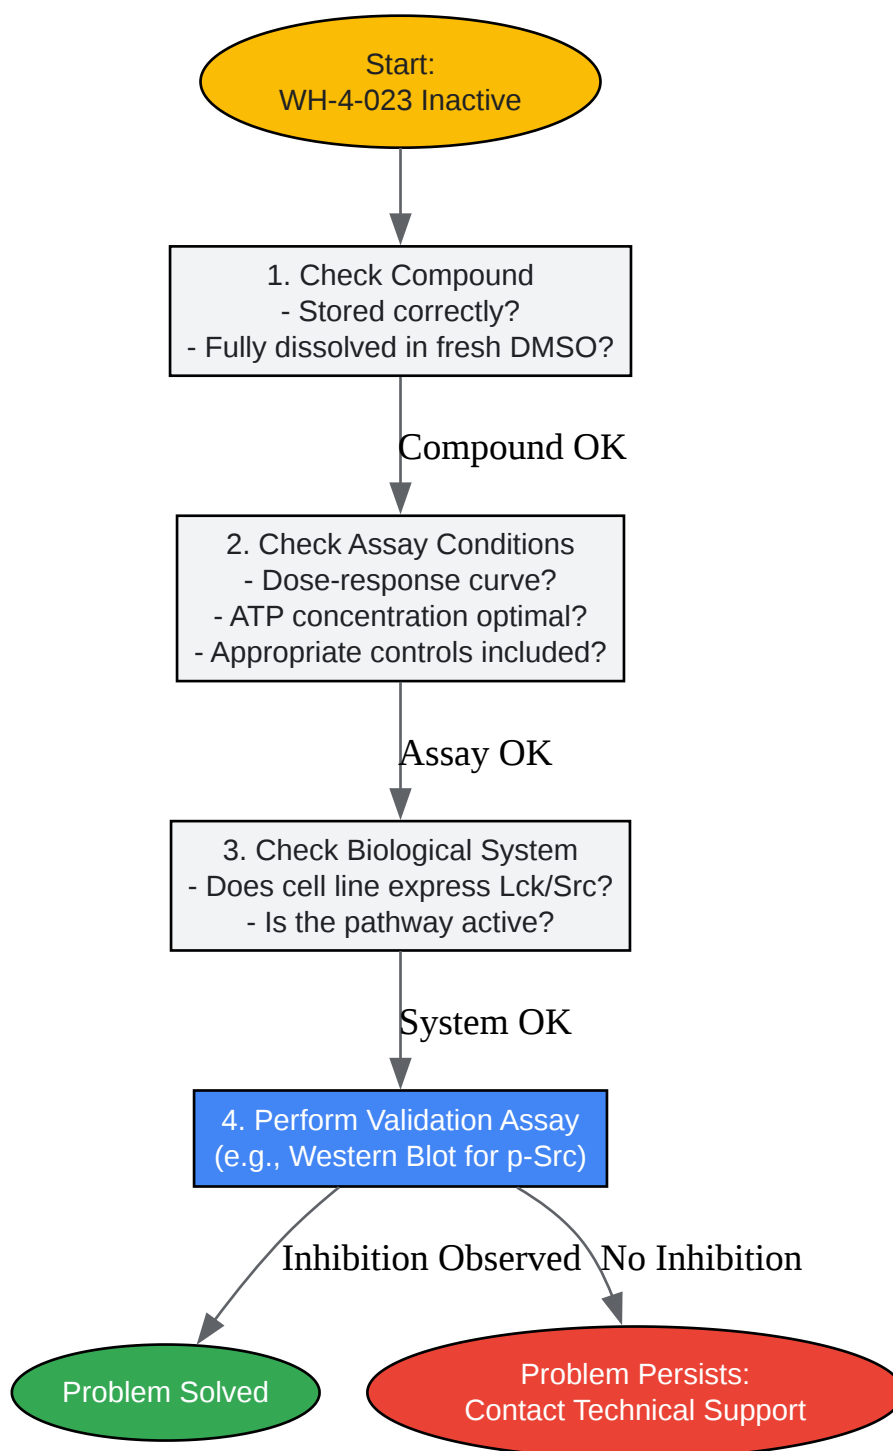 Start:
WH-4-023 Inactive
1. Check Compound
- Stored correctly?
- Fully dissolved in fresh DMSO?
Compound OK
2. Check Assay Conditions
- Dose-response curve?
- ATP concentration optimal?
- Appropriate controls included?
Assay OK
3. Check Biological System
- Does cell line express Lck/Src?
- Is the pathway active?
System OK
4. Perform Validation Assay
(e.g., Western Blot for p-Src)
Inhibition Observed
No Inhibition
Problem Solved
Problem Persists:
Contact Technical Support